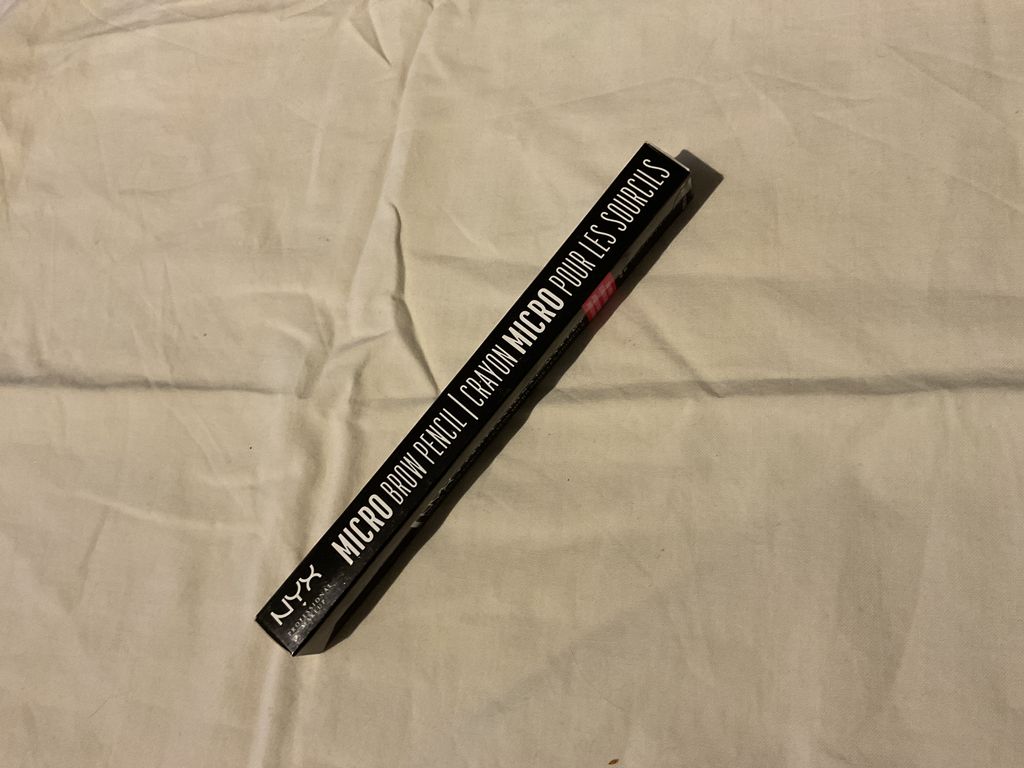 NYX
PROFESSIONAL
MAKEUP
MICRO BROW PENCIL | CRAYON MICRO POUR LES SOURCILS